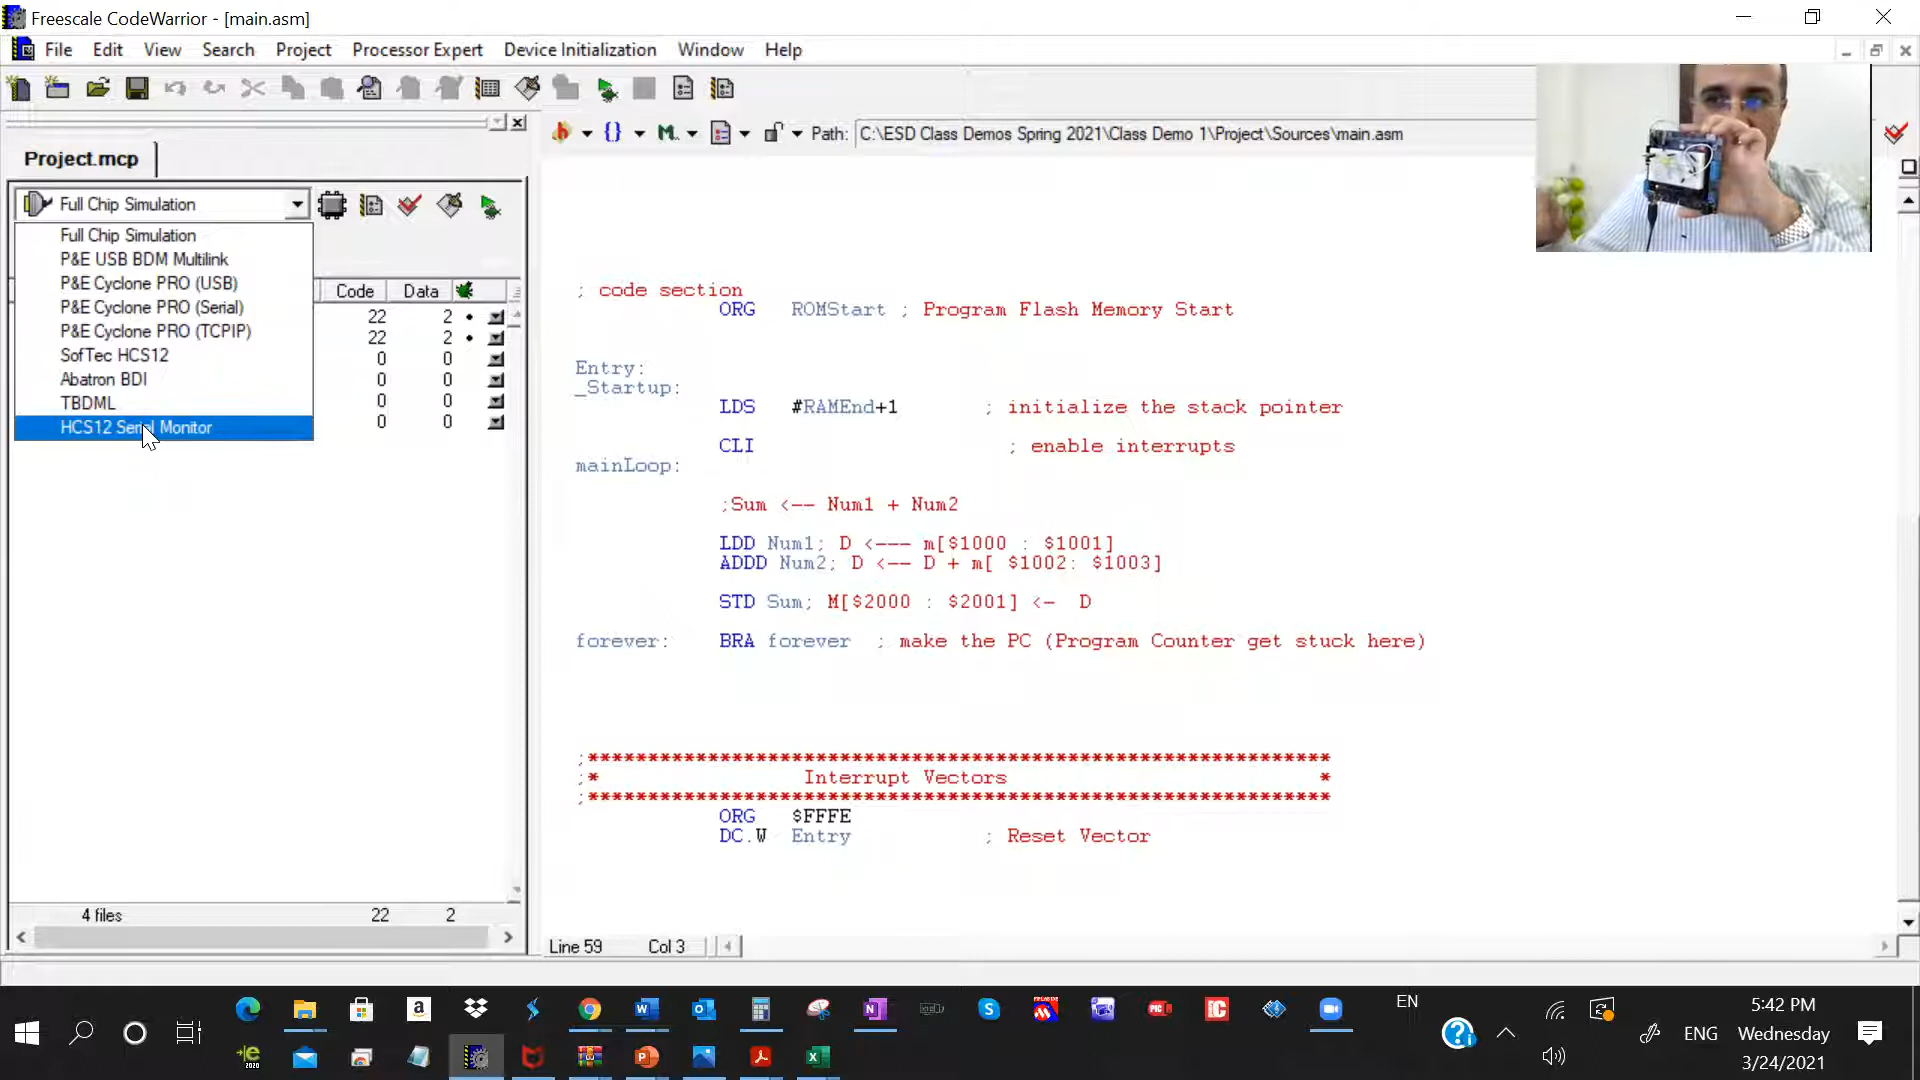 Freescale CodeWarrior - [main.asm]
File Edit View Search Project Processor Expert Device Initialization Window Help
Path: C:\ESD Class Demos Spring 2021\Class Demo 1\Project\Sources\main.asm
Project.mcp
Full Chip Simulation
Full Chip Simulation
P&E USB BDM Multilink
P&E Cyclone PRO (USB)
P&E Cyclone PRO (Serial)
P&E Cyclone PRO (TCPIP)
SofTec HCS12
Abatron BDI
TBDML
HCS12 Serial Monitor
Code Data
22 2
22 2
0 0
0 0
0 0
0 0
4 files 22 2
; code section
ORG ROMStart ; Program Flash Memory Start
Entry:
_Startup:
LDS #RAMEnd+1 ; initialize the stack pointer
CLI ; enable interrupts
mainLoop:
;Sum <-- Num1 + Num2
LDD Num1; D <--- m[$1000 : $1001]
ADDD Num2; D <-- D + m[ $1002: $1003]
STD Sum; M[$2000 : $2001] <- D
forever: BRA forever ; make the PC (Program Counter get stuck here)
;**************************************************************
;* Interrupt Vectors *
;**************************************************************
ORG $FFFE
DC.W Entry ; Reset Vector
Line 59 Col 3
EN
ENG
5:42 PM
Wednesday
3/24/2021